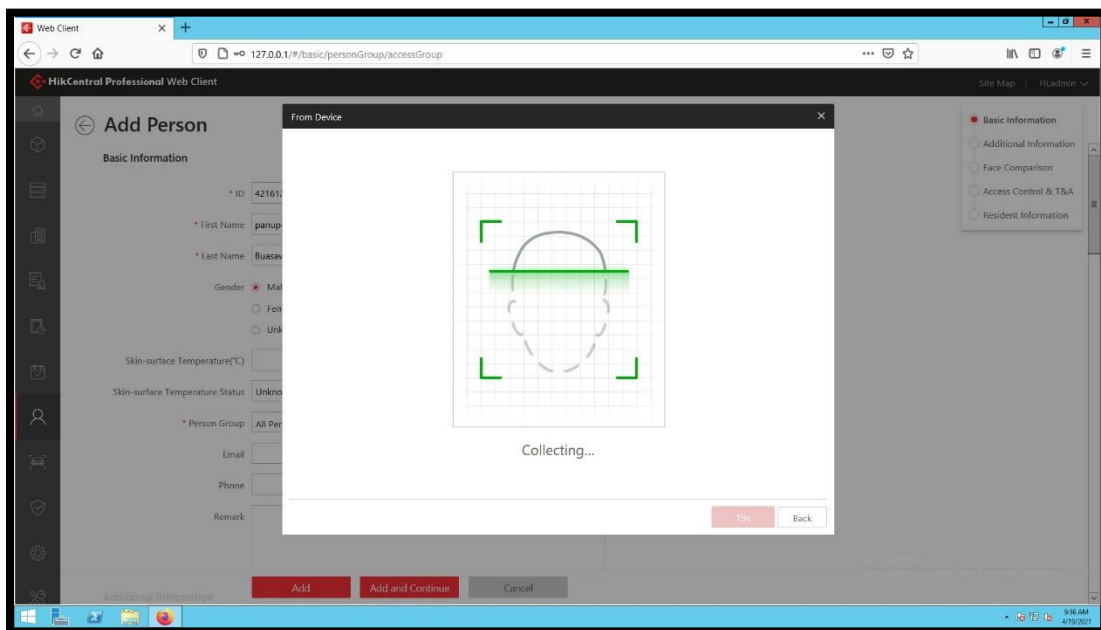 Web Client
127.0.0.1/#/basic/personGroup/accessGroup
HikCentral Professional Web Client
Site Map
Add Person
From Device
Basic Information
Additional Information
Face Comparison
Access Control & T&A
Resident Information
Basic Information
* ID
* First Name
* Last Name
Gender
Skin-surface Temperature(°C)
Skin-surface Temperature Status
* Person Group
Email
Phone
Remark
Collecting...
19s
Back
Add
Add and Continue
Cancel
Additional Information
9:36 AM
4/19/2021